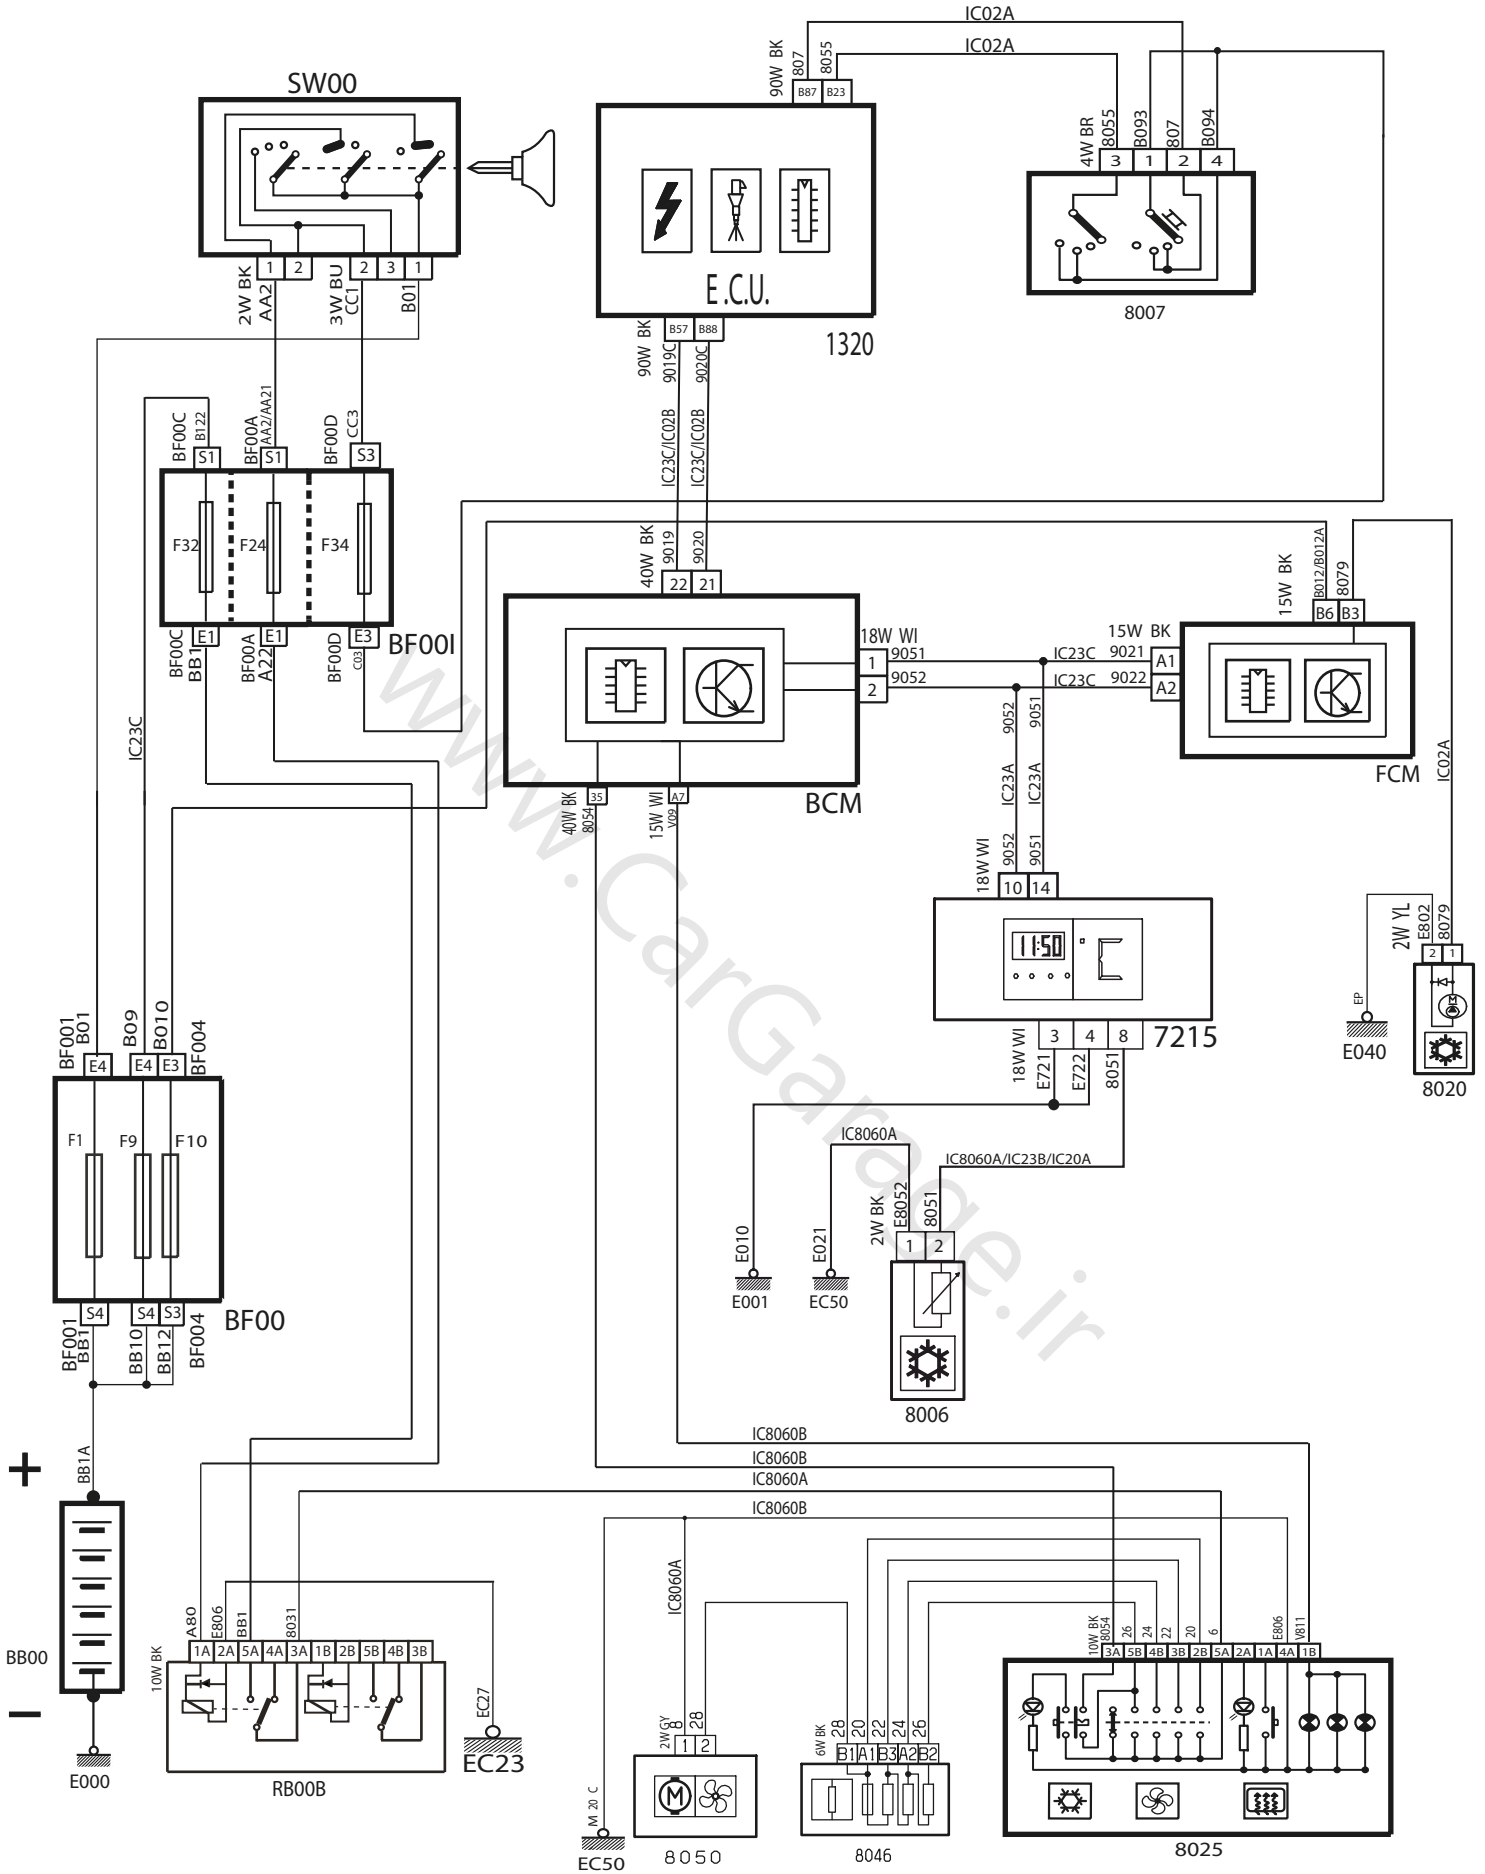 IC02A
IC02A
SW00
90W BK
807
8055
B87
B23
4W BR
8055
B093
807
B094
3
1
2
4
8007
E.C.U.
1320
2W BK
AA2
1
2
3W BU
CC1
2
3
1
B01
90W BK
B57
B88
9019C
9020C
IC23C/IC02B
IC23C/IC02B
BF00C
B122
BF00A
AA2/AA21
BF00D
CC3
S1
S1
S3
F32
F24
F34
E1
E1
E3
BF00I
BF00C
BB1
BF00A
A22
BF00D
C03
40W BK
9019
9020
22
21
15W BK
B012/B012A
8079
B6
B3
18W WI
9051
9052
1
2
IC23C
IC23C
15W BK
9021
9022
A1
A2
FCM
BCM
35
A7
40W BK
8054
15W WI
V09
9052
9051
IC23A
IC23A
18W WI
9052
9051
10
14
11:50
C
7215
18W WI
3
4
8
E721
E722
8051
IC02A
2W YL
E802
8079
2
1
M
EP
E040
8020
IC23C
BF001
B01
B09
B010
BF004
E4
E4
E3
F1
F9
F10
S4
S4
S3
BF00
BF001
BB1
BB10
BB12
BF004
IC8060A
IC8060A/IC23B/IC20A
2W BK
E8052
8051
1
2
E010
E001
E021
EC50
8006
www.CarGarage.ir
+
BB1A
BB00
−
E000
IC8060B
IC8060B
IC8060A
IC8060B
IC8060A
10W BK
A80
E806
BB1
8031
1A
2A
5A
4A
3A
1B
2B
5B
4B
3B
RB00B
EC27
EC23
M 20 C
EC50
2W GY
8
28
1
2
M
8050
6W BK
28
20
22
24
26
B1
A1
B3
A2
B2
8046
10W BK
8054
26
24
22
20
6
E806
V811
3A
5B
4B
3B
2B
5A
2A
1A
4A
1B
8025